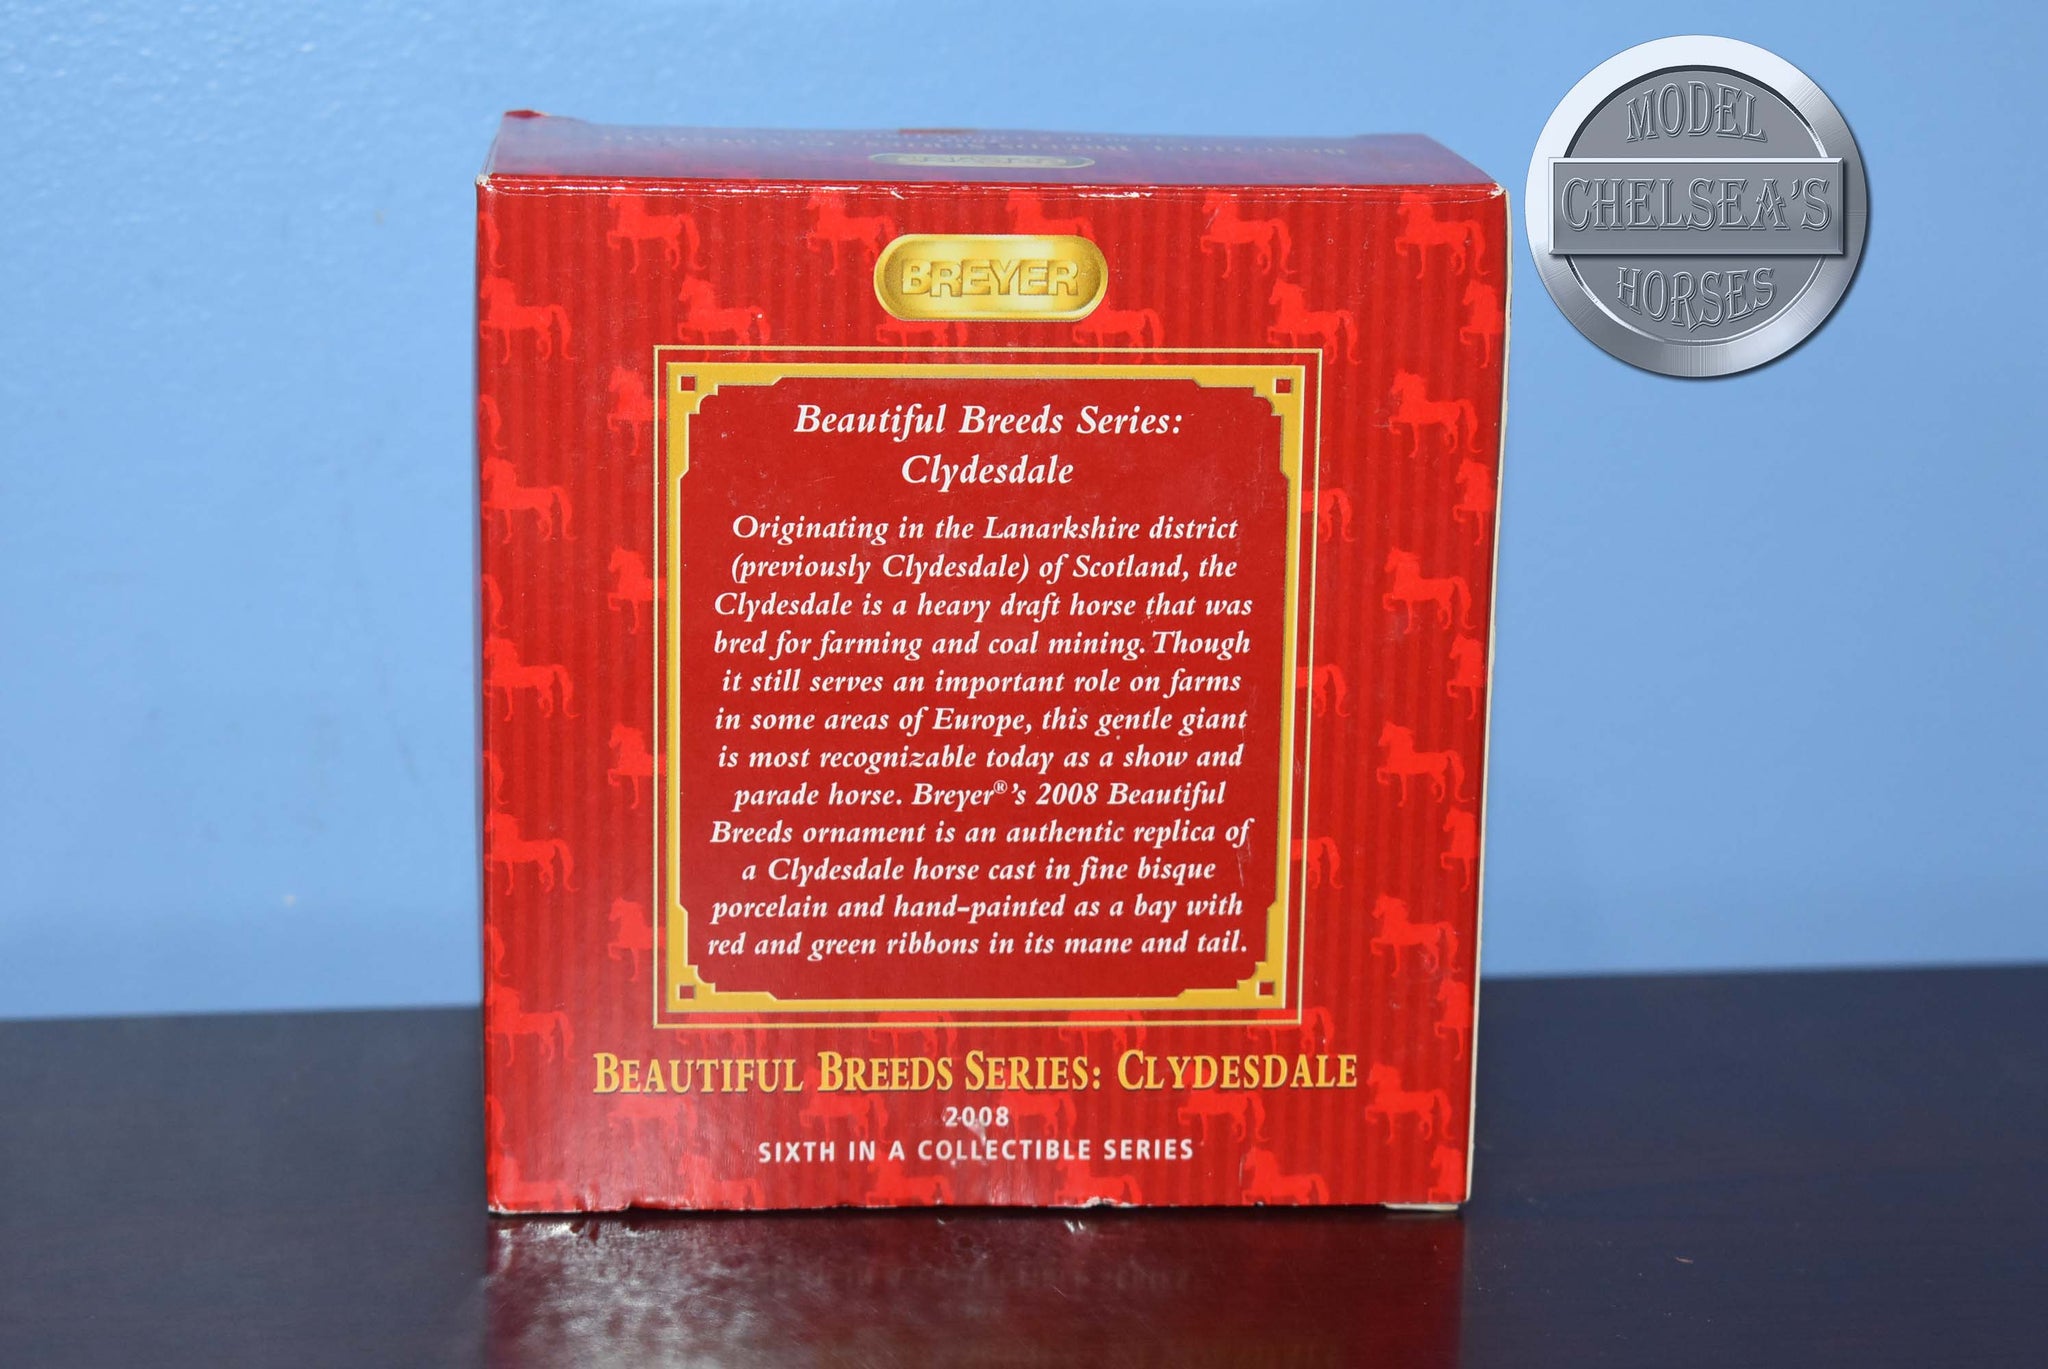 MODEL
CHELSEA'S
HORSES
BREYER
Beautiful Breeds Series:
Clydesdale
Originating in the Lanarkshire district
(previously Clydesdale) of Scotland, the
Clydesdale is a heavy draft horse that was
bred for farming and coal mining. Though
it still serves an important role on farms
in some areas of Europe, this gentle giant
is most recognizable today as a show and
parade horse. Breyer®'s 2008 Beautiful
Breeds ornament is an authentic replica of
a Clydesdale horse cast in fine bisque
porcelain and hand-painted as a bay with
red and green ribbons in its mane and tail.
BEAUTIFUL BREEDS SERIES: CLYDESDALE
2008
SIXTH IN A COLLECTIBLE SERIES